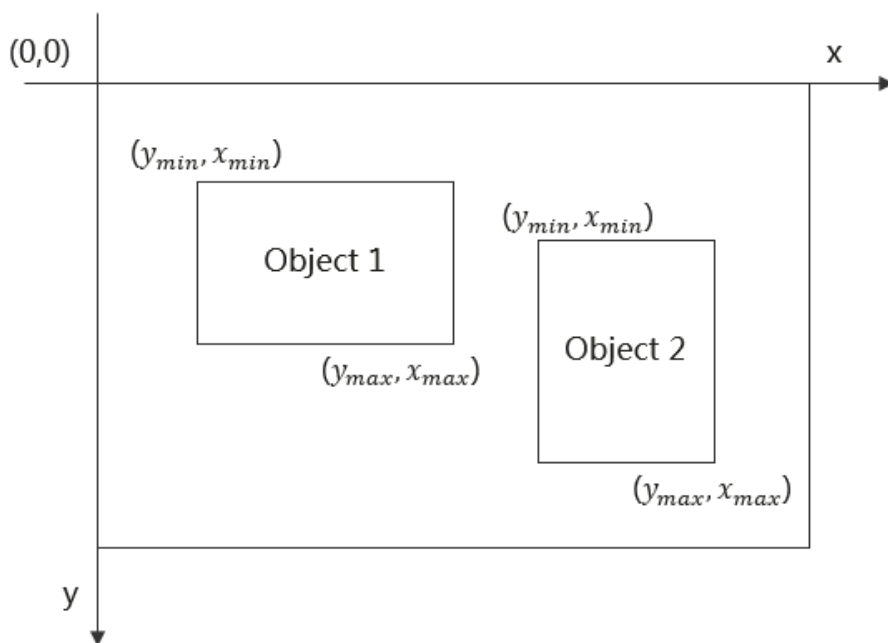 (0,0)
x
(y_min, x_min)
(y_min, x_min)
Object 1
Object 2
(y_max, x_max)
(y_max, x_max)
y